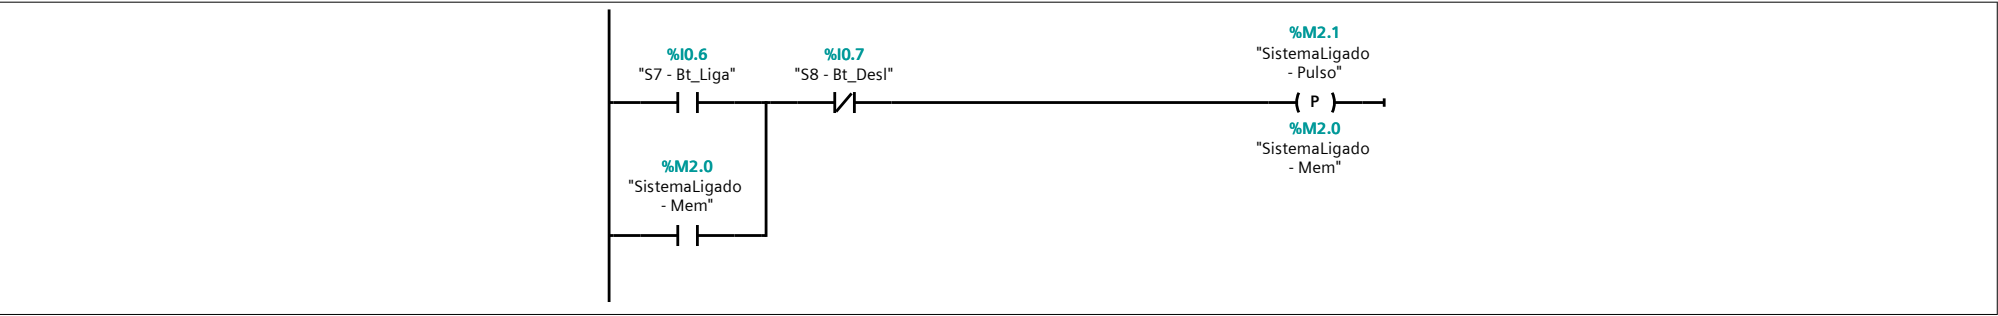 %I0.6
"S7 - Bt_Liga"
%I0.7
"S8 - Bt_Desl"
%M2.1
"SistemaLigado
- Pulso"
P
%M2.0
"SistemaLigado
- Mem"
%M2.0
"SistemaLigado
- Mem"